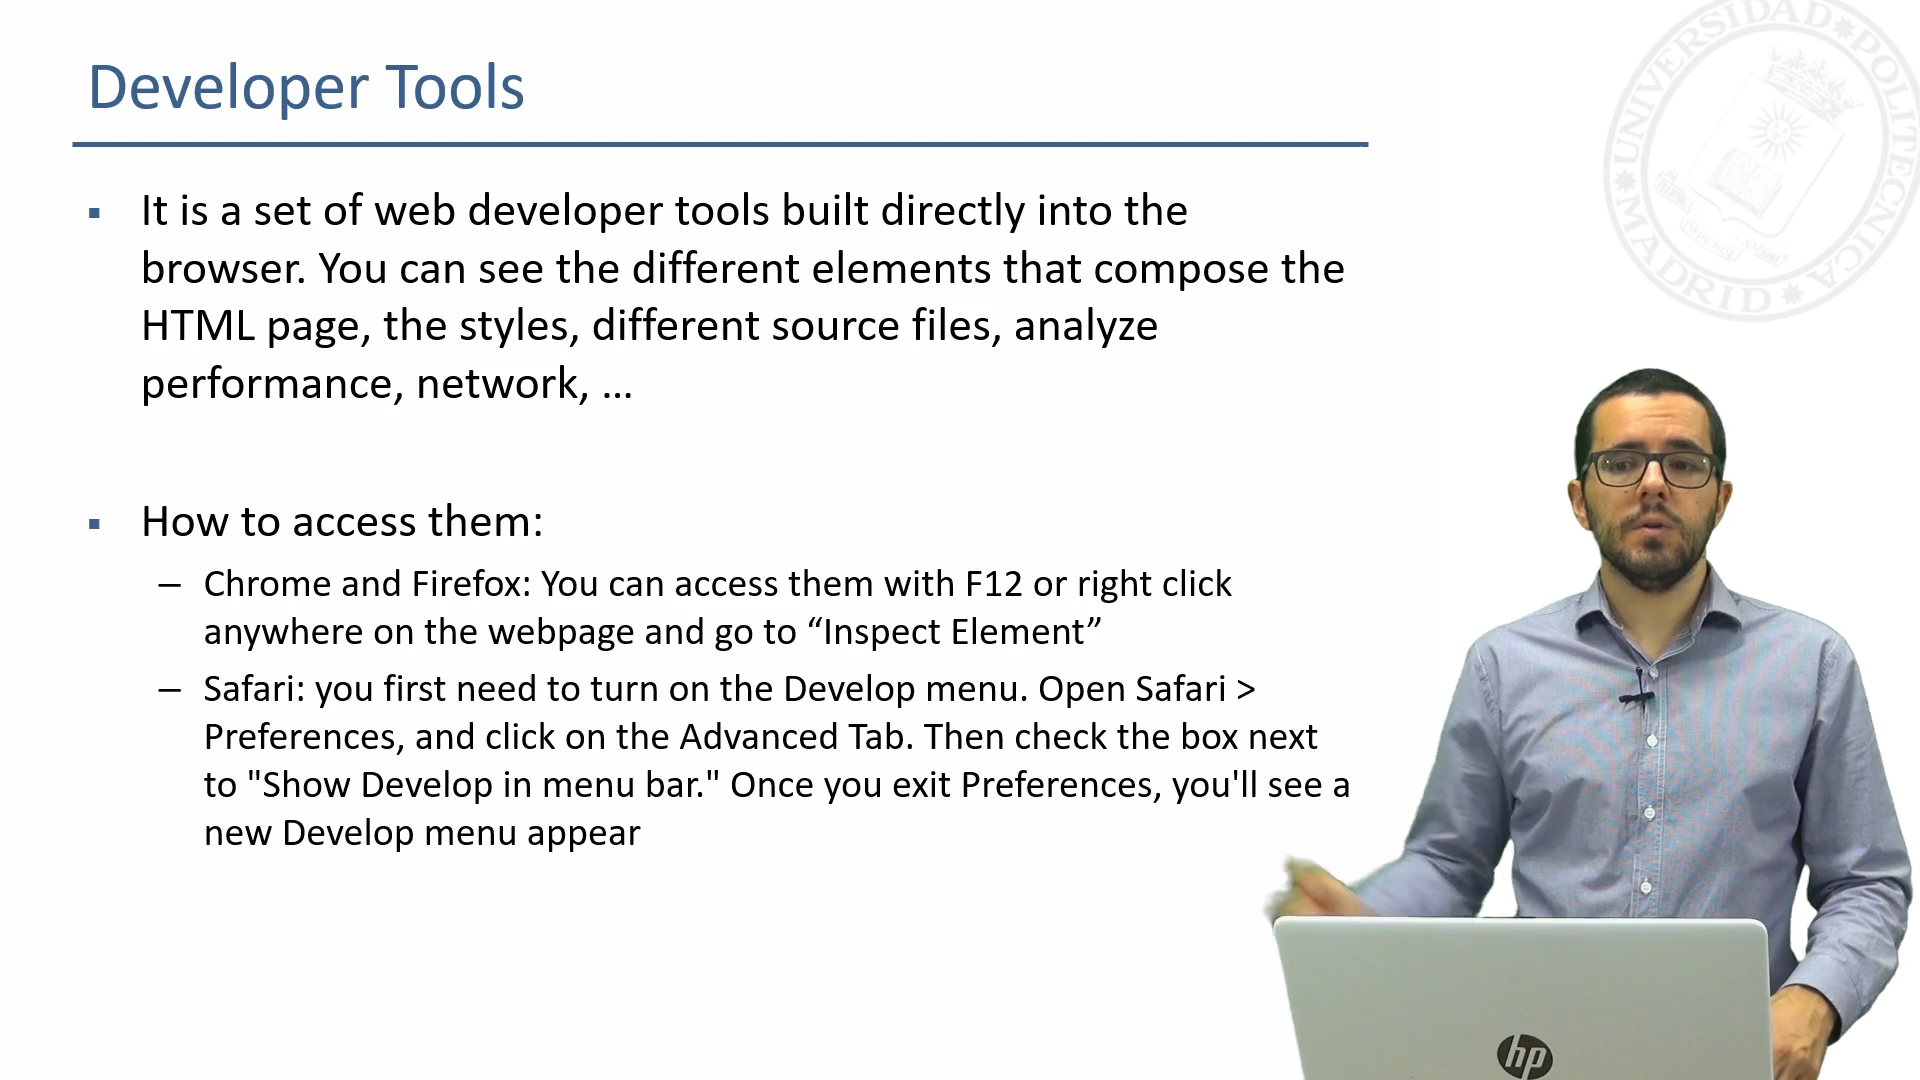 Developer Tools
It is a set of web developer tools built directly into the
browser. You can see the different elements that compose the
HTML page, the styles, different source files, analyze
performance, network, ...
How to access them:
– Chrome and Firefox: You can access them with F12 or right click
anywhere on the webpage and go to “Inspect Element”
– Safari: you first need to turn on the Develop menu. Open Safari >
Preferences, and click on the Advanced Tab. Then check the box next
to "Show Develop in menu bar." Once you exit Preferences, you'll see a
new Develop menu appear
UNIVERSIDAD POLITECNICA
MADRID
hp